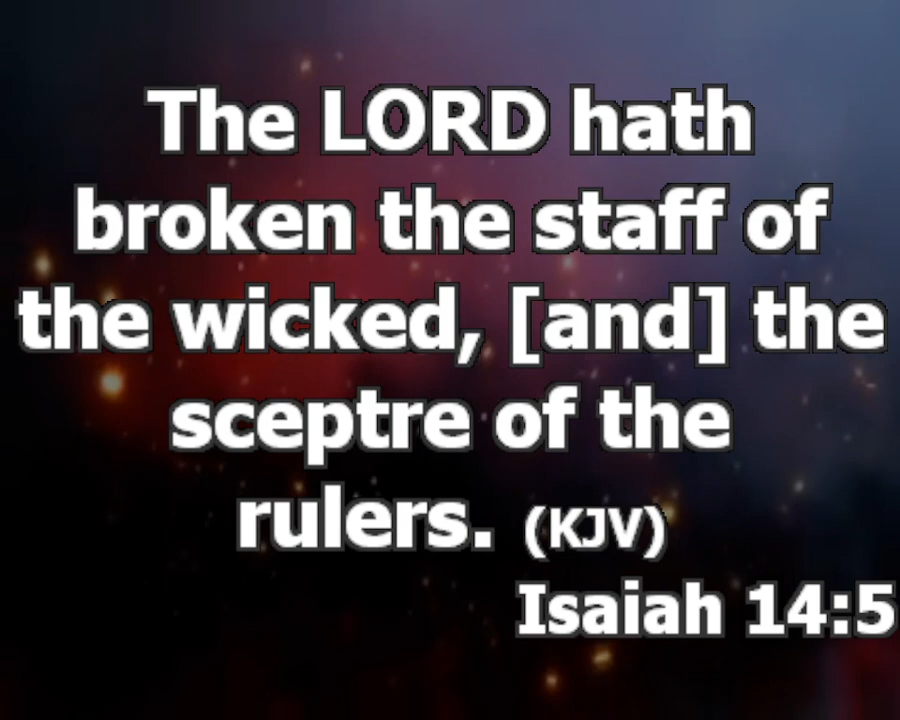 The LORD hath
broken the staff of
the wicked, [and] the
sceptre of the
rulers. (KJV)
Isaiah 14:5